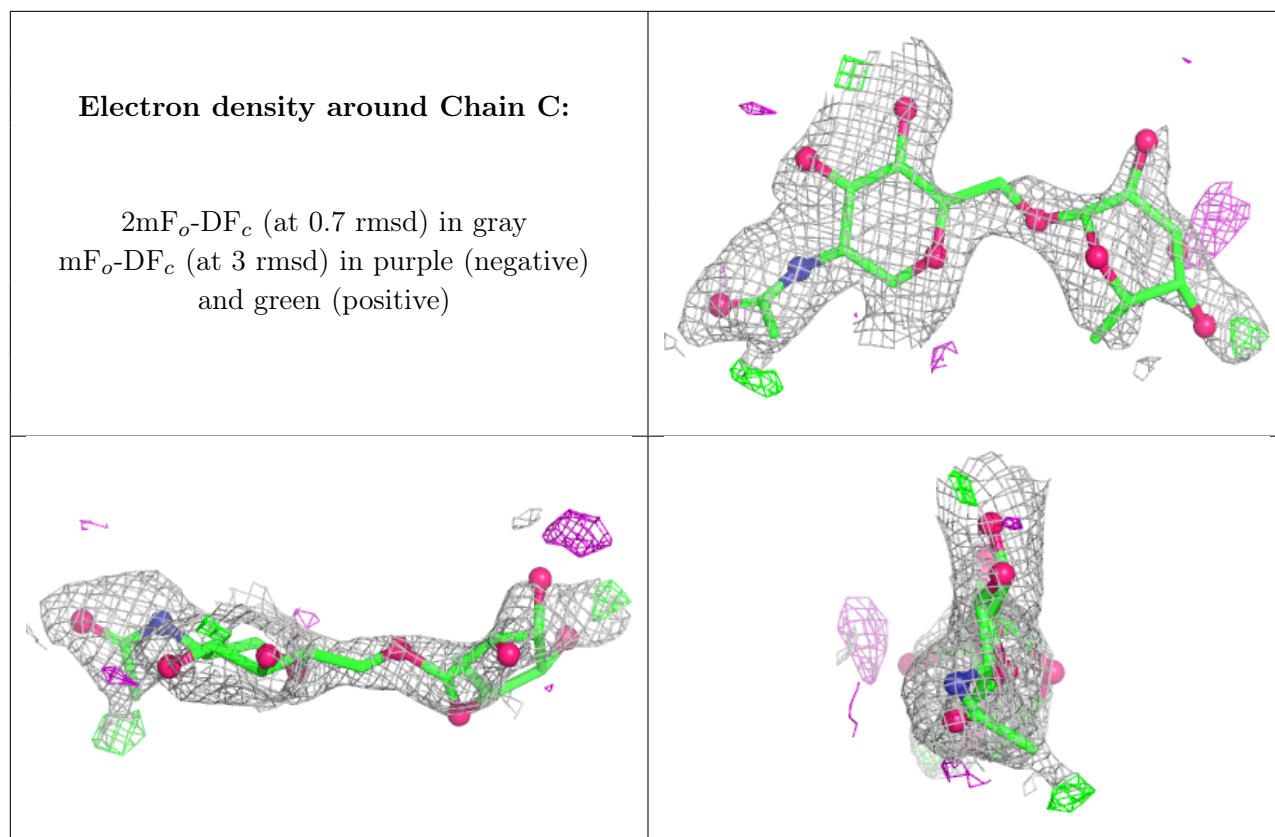 Electron density around Chain C:
2mFₒ-DF𝑐 (at 0.7 rmsd) in gray
mFₒ-DF𝑐 (at 3 rmsd) in purple (negative)
and green (positive)